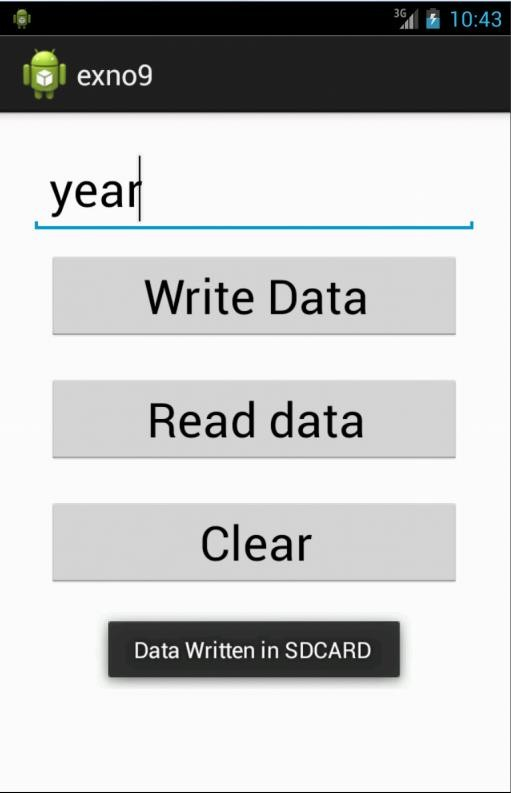 3G 10:43
exno9
year
Write Data
Read data
Clear
Data Written in SDCARD